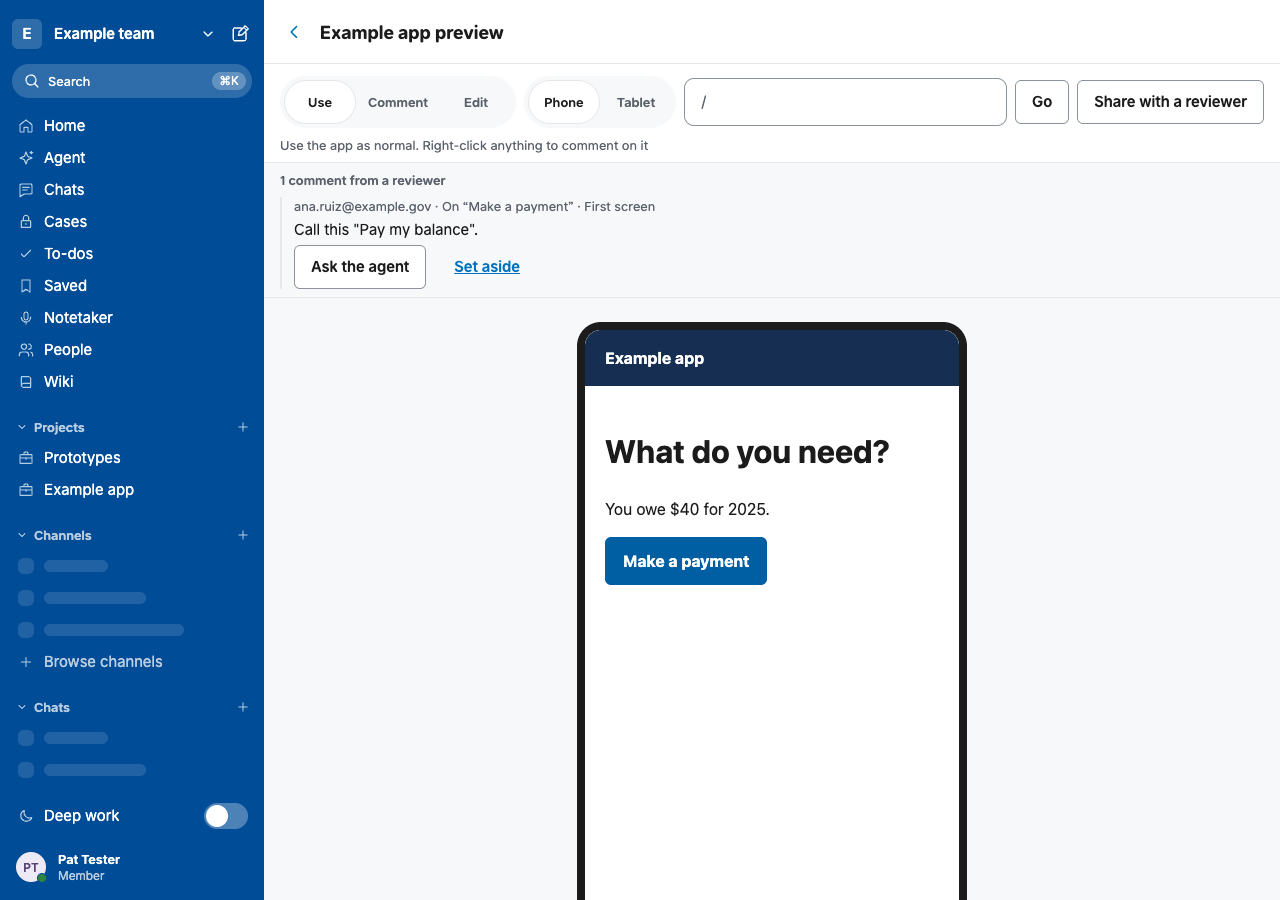 E Example team
Search ⌘K
Home
Agent
Chats
Cases
To-dos
Saved
Notetaker
People
Wiki
Projects
Prototypes
Example app
Channels
Browse channels
Chats
Deep work
PT Pat Tester
Member
Example app preview
Use Comment Edit Phone Tablet / Go Share with a reviewer
Use the app as normal. Right-click anything to comment on it
1 comment from a reviewer
ana.ruiz@example.gov · On “Make a payment” · First screen
Call this "Pay my balance".
Ask the agent Set aside
Example app
What do you need?
You owe $40 for 2025.
Make a payment